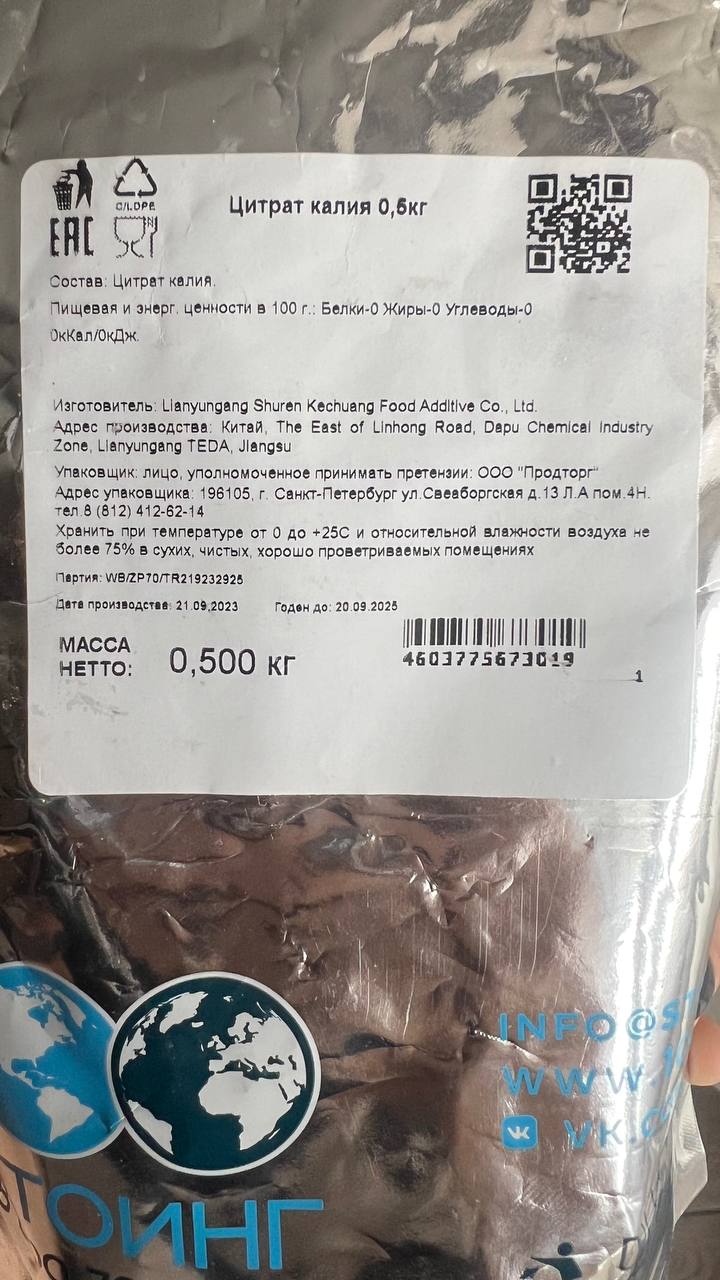 C/LDPE
EAC
Цитрат калия 0,5кг
Состав: Цитрат калия.
Пищевая и энерг. ценности в 100 г.: Белки-0 Жиры-0 Углеводы-0
0кКал/0кДж.
Изготовитель: Lianyungang Shuren Kechuang Food Additive Co., Ltd.
Адрес производства: Китай, The East of Linhong Road, Dapu Chemical Industry
Zone, Lianyungang TEDA, Jiangsu
Упаковщик: лицо, уполномоченное принимать претензии: ООО "Продторг"
Адрес упаковщика: 196105, г. Санкт-Петербург ул.Свеаборгская д.13 Л.А пом.4Н.
тел.8 (812) 412-62-14
Хранить при температуре от 0 до +25С и относительной влажности воздуха не
более 75% в сухих, чистых, хорошо проветриваемых помещениях
Партия: WB/ZP70/TR219232925
Дата производства: 21.09.2023 Годен до: 20.09.2025
МАССА
НЕТТО: 0,500 кг
4603775673019
1
INFO@ST
WWW.
VK.CO
СТОИНГ